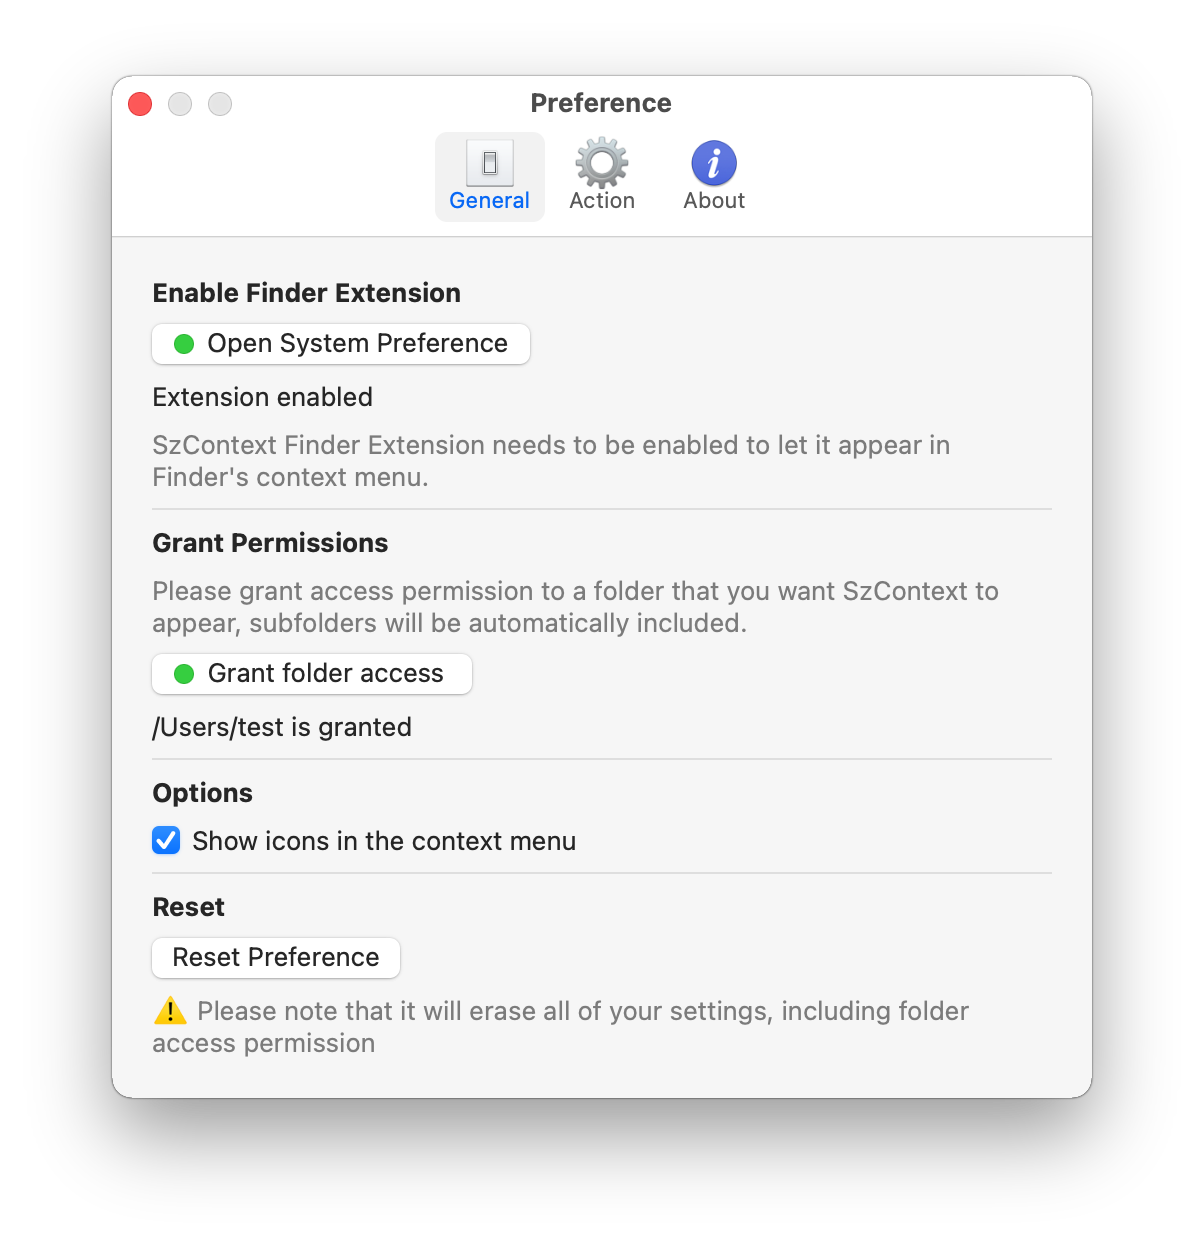 Preference
General
Action
About
Enable Finder Extension
Open System Preference
Extension enabled
SzContext Finder Extension needs to be enabled to let it appear in
Finder's context menu.
Grant Permissions
Please grant access permission to a folder that you want SzContext to
appear, subfolders will be automatically included.
Grant folder access
/Users/test is granted
Options
Show icons in the context menu
Reset
Reset Preference
Please note that it will erase all of your settings, including folder
access permission